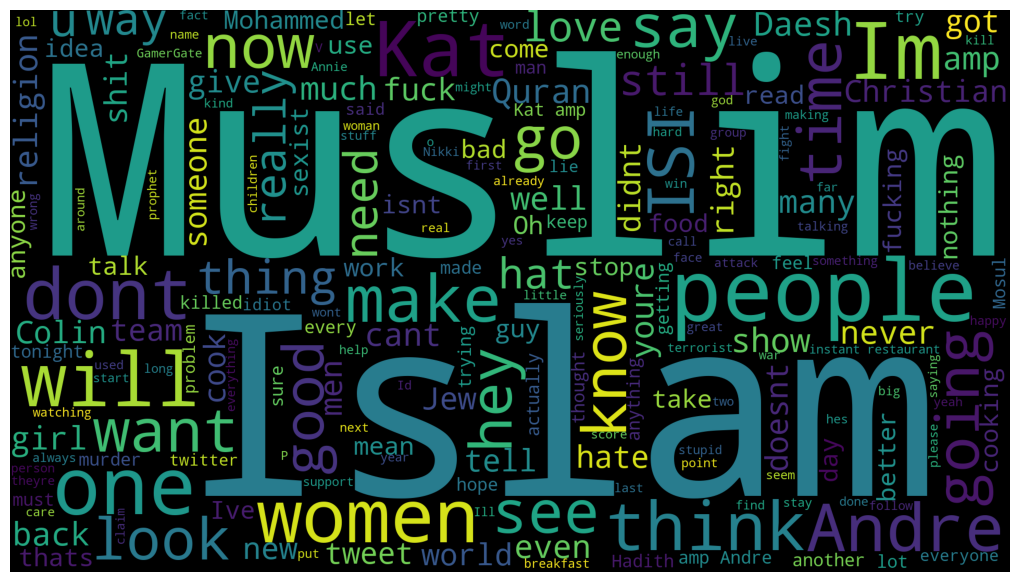 u
way
fact
Mohammed
let
pretty
love
say
word
Daesh
try
got
lol
name
GamerGate
now
idea
use
Kat
come
live
Im
amp
kill
shit
Annie
v
man
enough
religion
give
much
fuck
might
Quran
still
read
Christian
kind
said
Kat amp
life
god
making
Muslim
someone
really
sexist
woman
stuff
o
Nikki
bad
go
hard
ISIS
group
right
fight
time
first
lie
win
many
fucking
nothing
anyone
wrong
around
prophet
children
need
isnt
already
well
didnt
far
real
Oh
keep
food
talking
yes
call
dont
talk
thing
work
made
hat
stop
youre
face
attack
feel
something
believe
getting
people
Mosul
killed
idiot
wont
make
little
seriously
great
happy
Colin
team
every
cant
guy
know
terrorist
show
war
instant restaurant
never
tonight
will
used
start
long
problem
cook
everything
good
help
men
Id
Jew
trying
hey
actually
thought
anything
take
two
doesnt
hes
big
saying
yeah
going
cooking
watching
want
sure
Islam
girl
twitter
P
mean
tell
next
year
score
hate
stupid
point
seem
day
better
please
always
murder
person
theyre
one
support
hope
Ill
last
must
care
Ive
women
see
think
find
stay
done
follow
Andre
back
look
claim
new
put
tweet
world
even
thats
breakfast
Hadith
amp Andre
another
lot
everyone